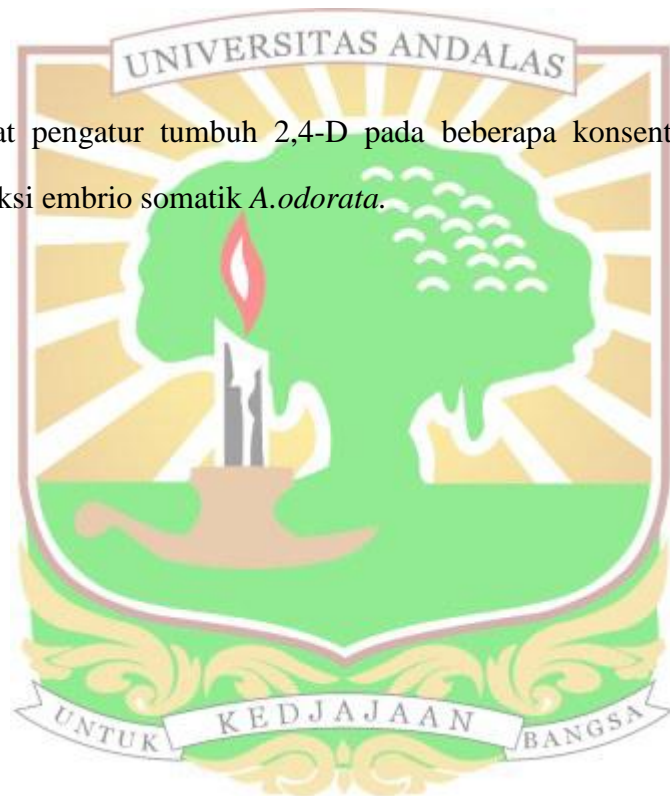 UNIVERSITAS ANDALAS
at pengatur tumbuh 2,4-D pada beberapa konsent
ksi embrio somatik A.odorata.
UNTUK KEDJAJAAN BANGSA